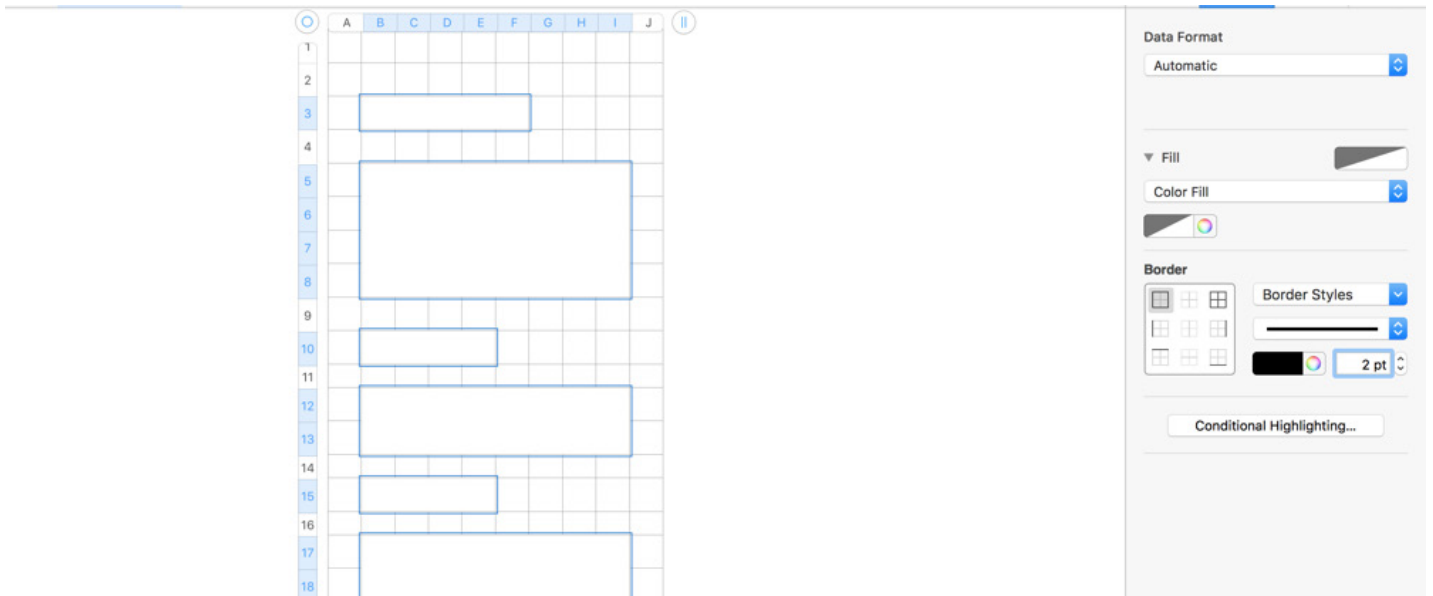 A B C D E F G H I J
1
2
3
4
5
6
7
8
9
10
11
12
13
14
15
16
17
18
Data Format
Automatic
Fill
Color Fill
Border
Border Styles
2 pt
Conditional Highlighting...